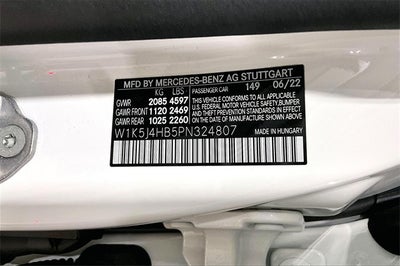 MFD BY MERCEDES-BENZ AG STUTTGART
KG LBS PASSENGER CAR 149 06/22
GWR 2085 4597 THIS VEHICLE CONFORMS TO ALL APPLICABLE
GAWR FRONT 1120 2469 U.S. FEDERAL MOTOR VEHICLE SAFETY, BUMPER
AND THEFT PREVENTION STANDARDS IN EFFECT
GAWR REAR 1025 2260 ON THE DATE OF MANUFACTURE SHOWN ABOVE
W1K5J4HB5PN324807 MADE IN HUNGARY